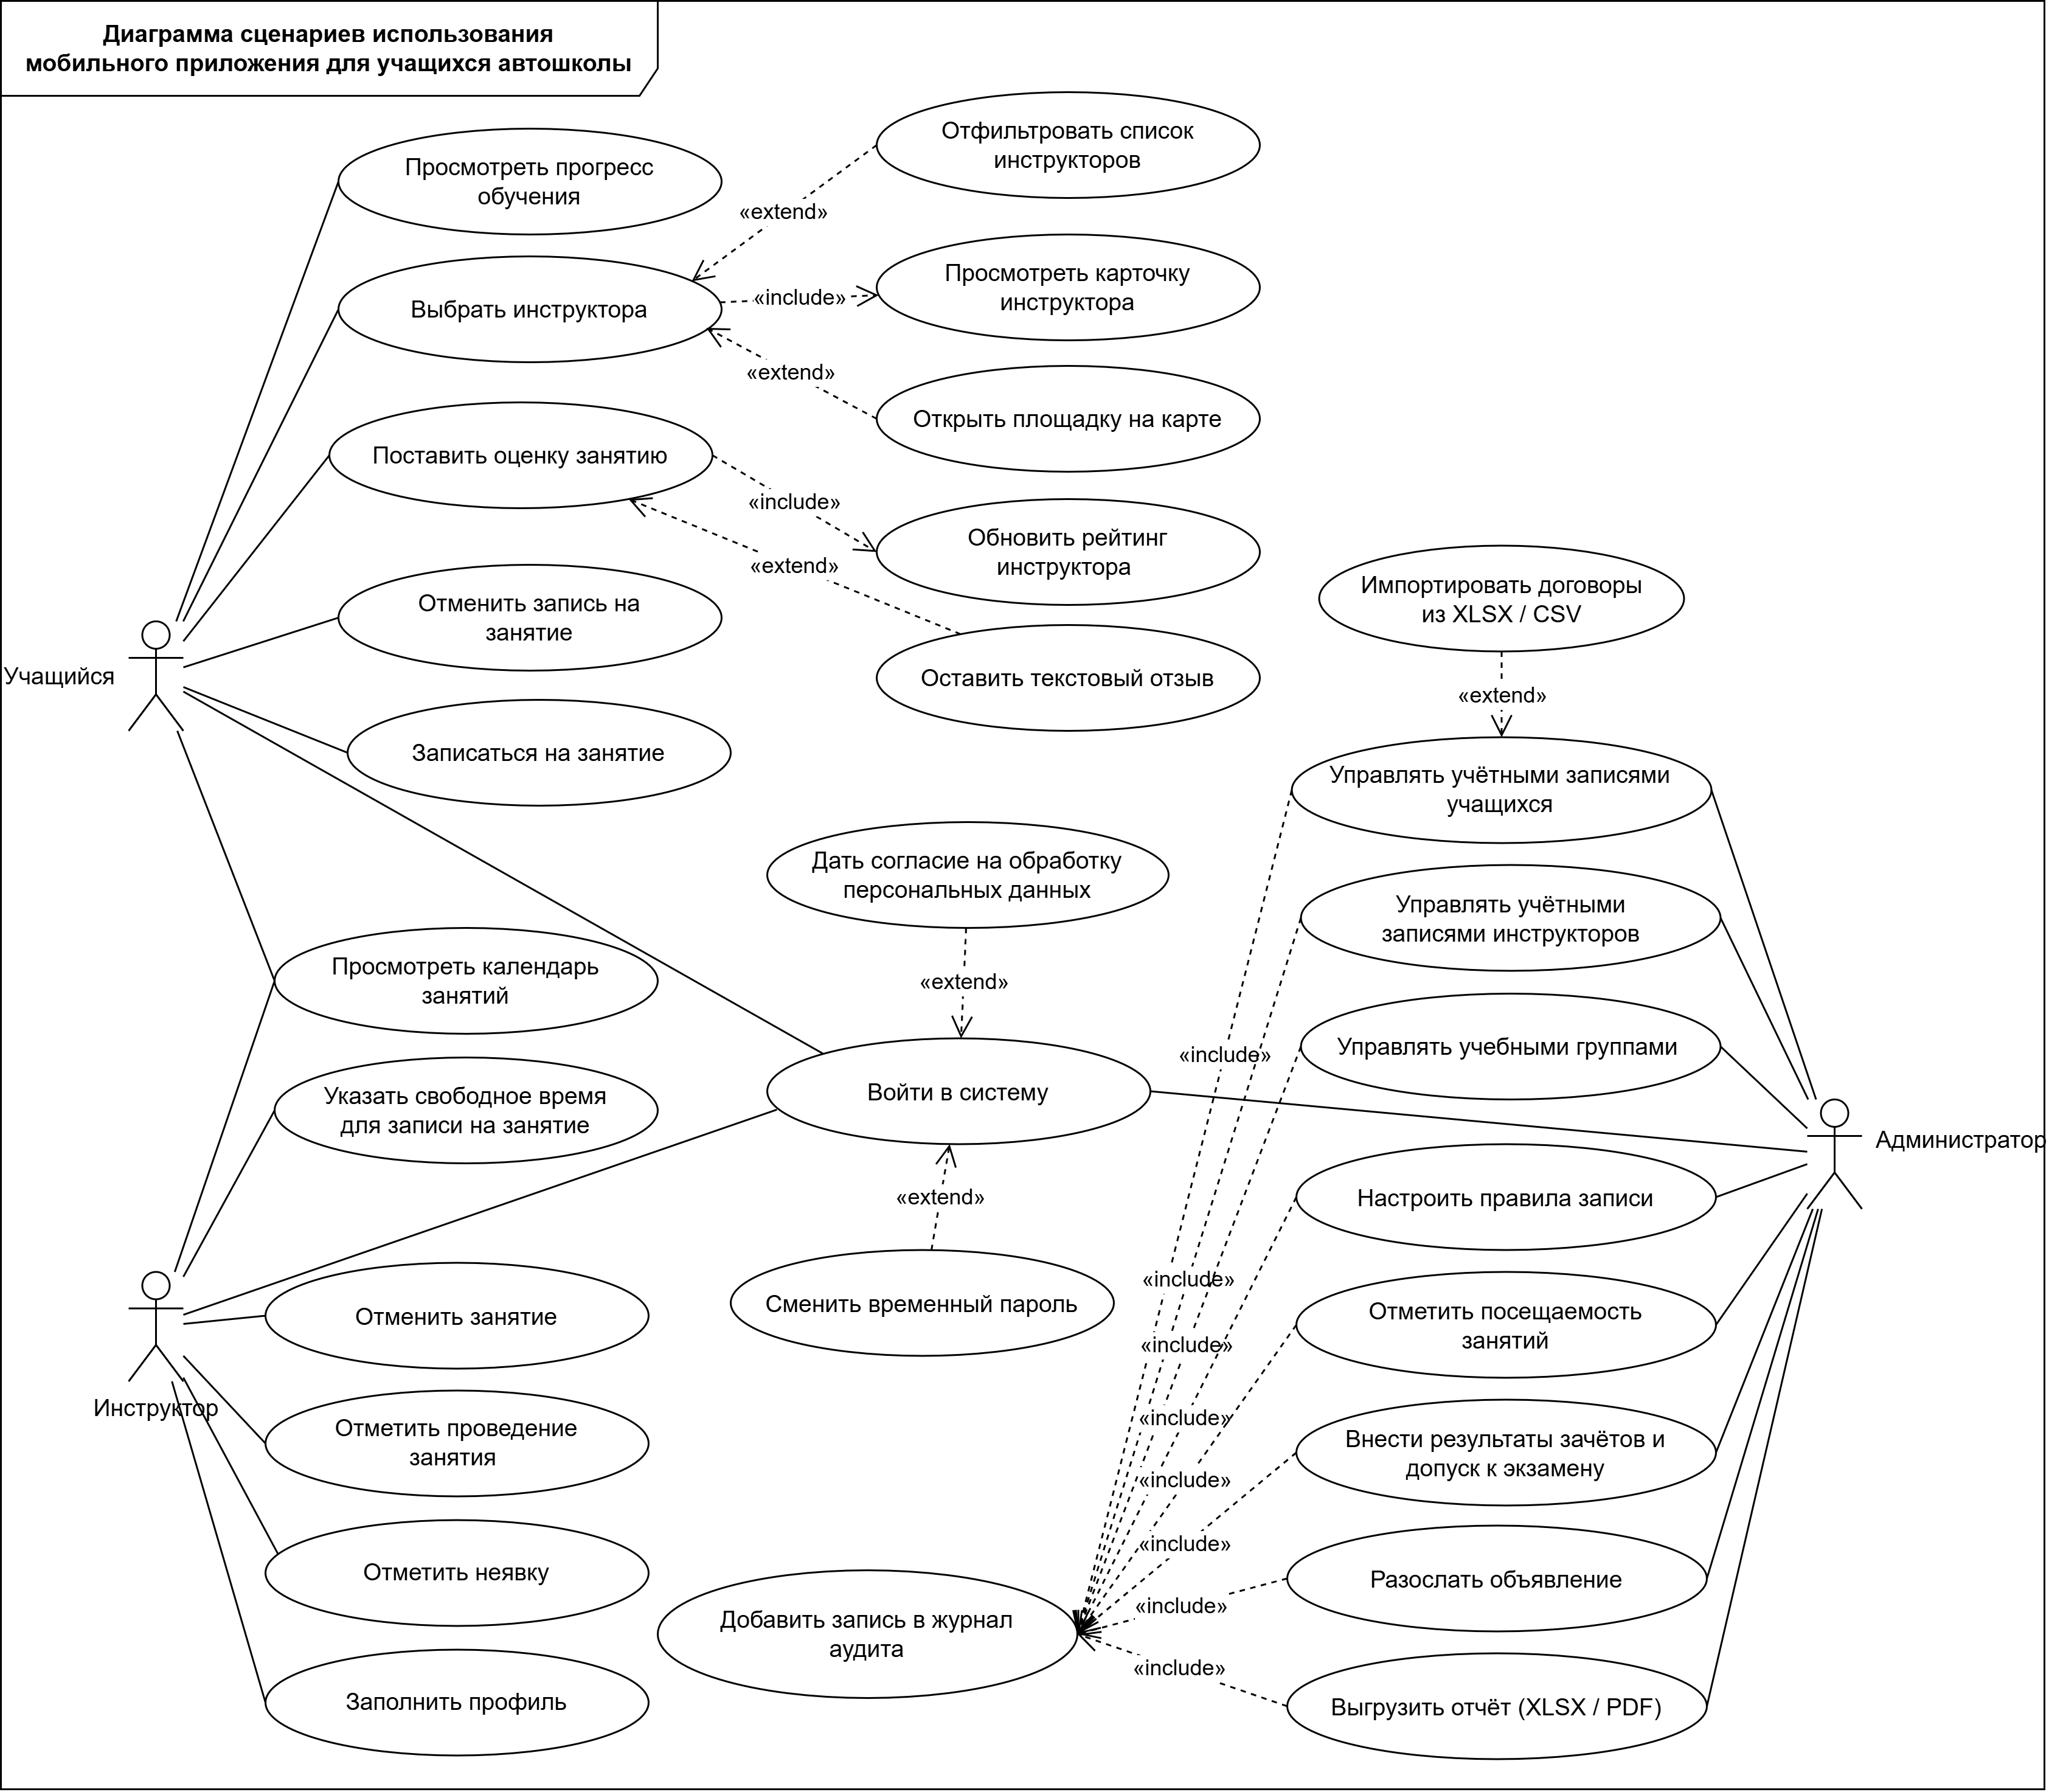 Диаграмма сценариев использования
мобильного приложения для учащихся автошколы
Отфильтровать список
инструкторов
Просмотреть прогресс
обучения
«extend»
Просмотреть карточку
инструктора
Выбрать инструктора
«include»
«extend»
Открыть площадку на карте
Поставить оценку занятию
«include»
Обновить рейтинг
инструктора
«extend»
Импортировать договоры
из XLSX / CSV
Отменить запись на
занятие
Учащийся
Оставить текстовый отзыв
«extend»
Записаться на занятие
Управлять учётными записями
учащихся
Дать согласие на обработку
персональных данных
Управлять учётными
записями инструкторов
Просмотреть календарь
занятий
«extend»
«include»
Управлять учебными группами
Указать свободное время
для записи на занятие
Войти в систему
Администратор
«extend»
Настроить правила записи
«include»
Сменить временный пароль
Отменить занятие
Отметить посещаемость
занятий
«include»
Инструктор
«include»
Отметить проведение
занятия
Внести результаты зачётов и
допуск к экзамену
«include»
«include»
Отметить неявку
Разослать объявление
«include»
Добавить запись в журнал
аудита
«include»
Заполнить профиль
Выгрузить отчёт (XLSX / PDF)